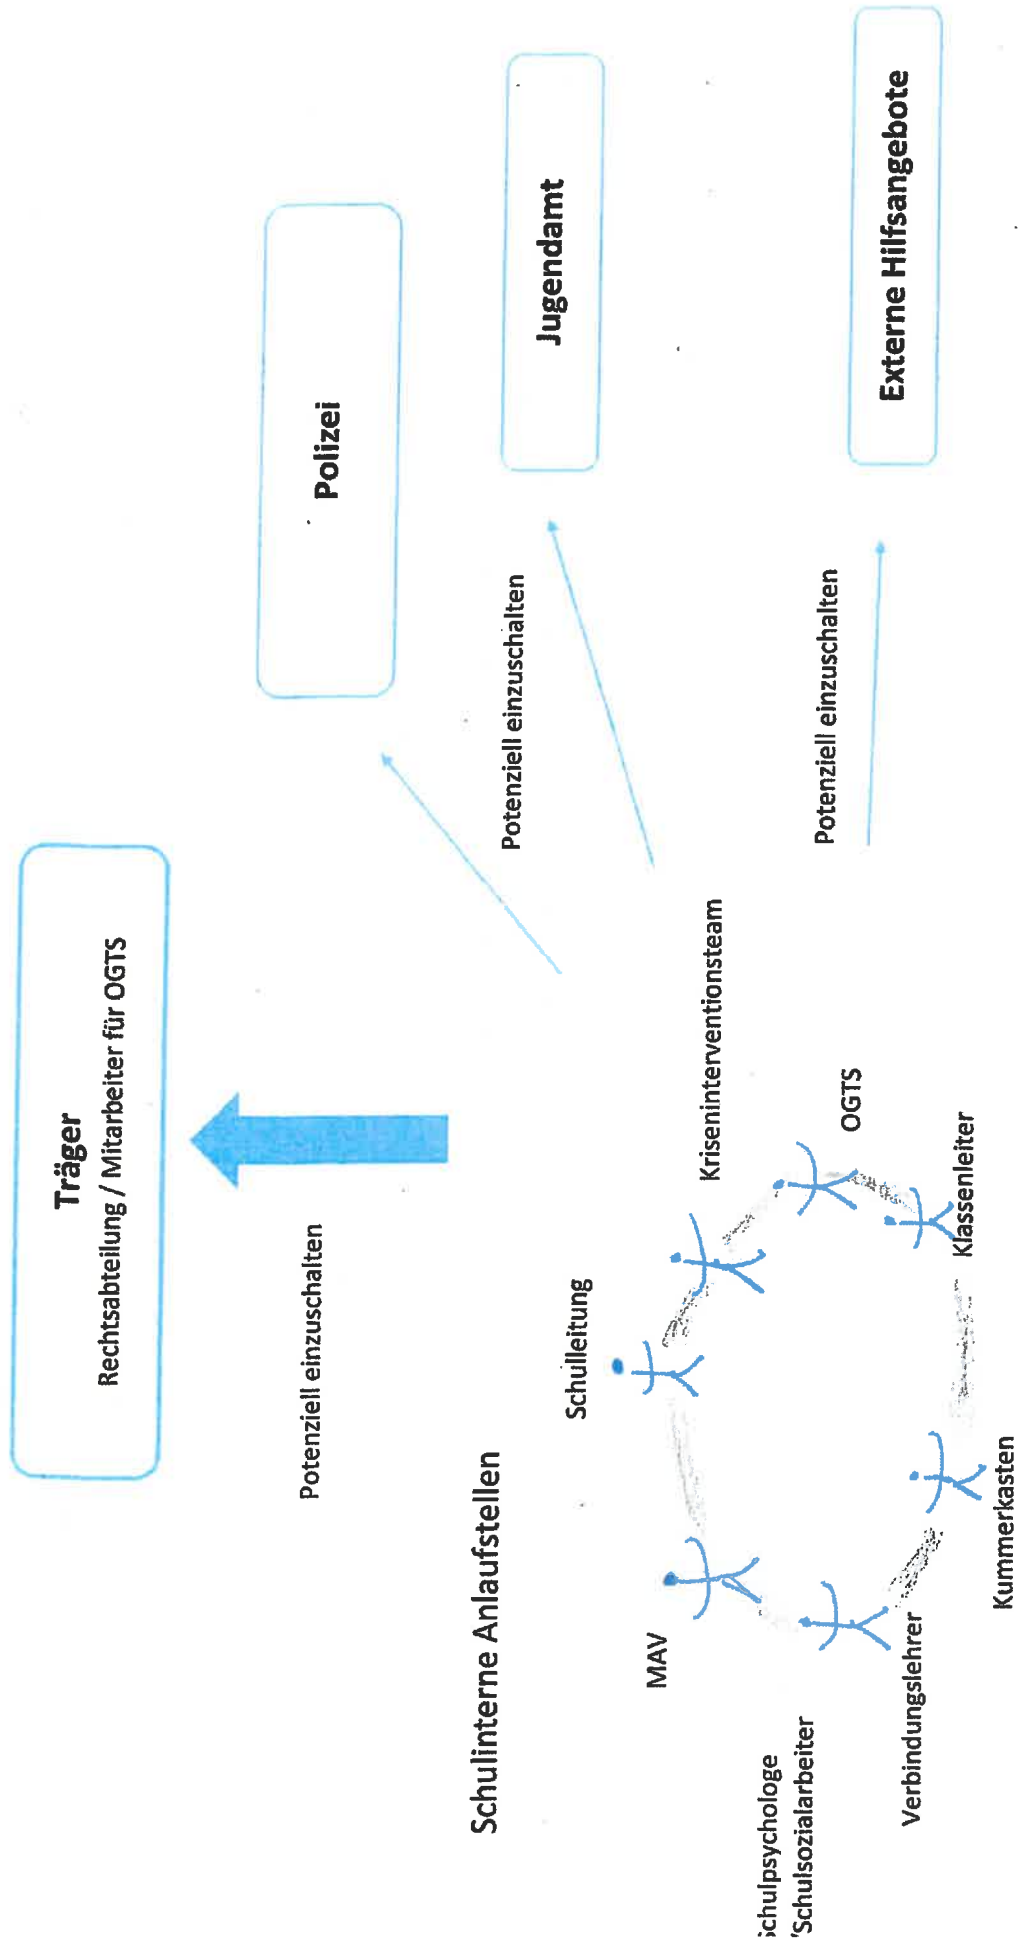 Träger
Rechtsabteilung / Mitarbeiter für OGTS
Potenziell einzuschalten
Polizei
Schulinterne Anlaufstellen
Potenziell einzuschalten
Jugendamt
Schulleitung
MAV
Kriseninterventionsteam
Schulpsychologe
/Schulsozialarbeiter
OGTS
Potenziell einzuschalten
Externe Hilfsangebote
Verbindungslehrer
Klassenleiter
Kummerkasten